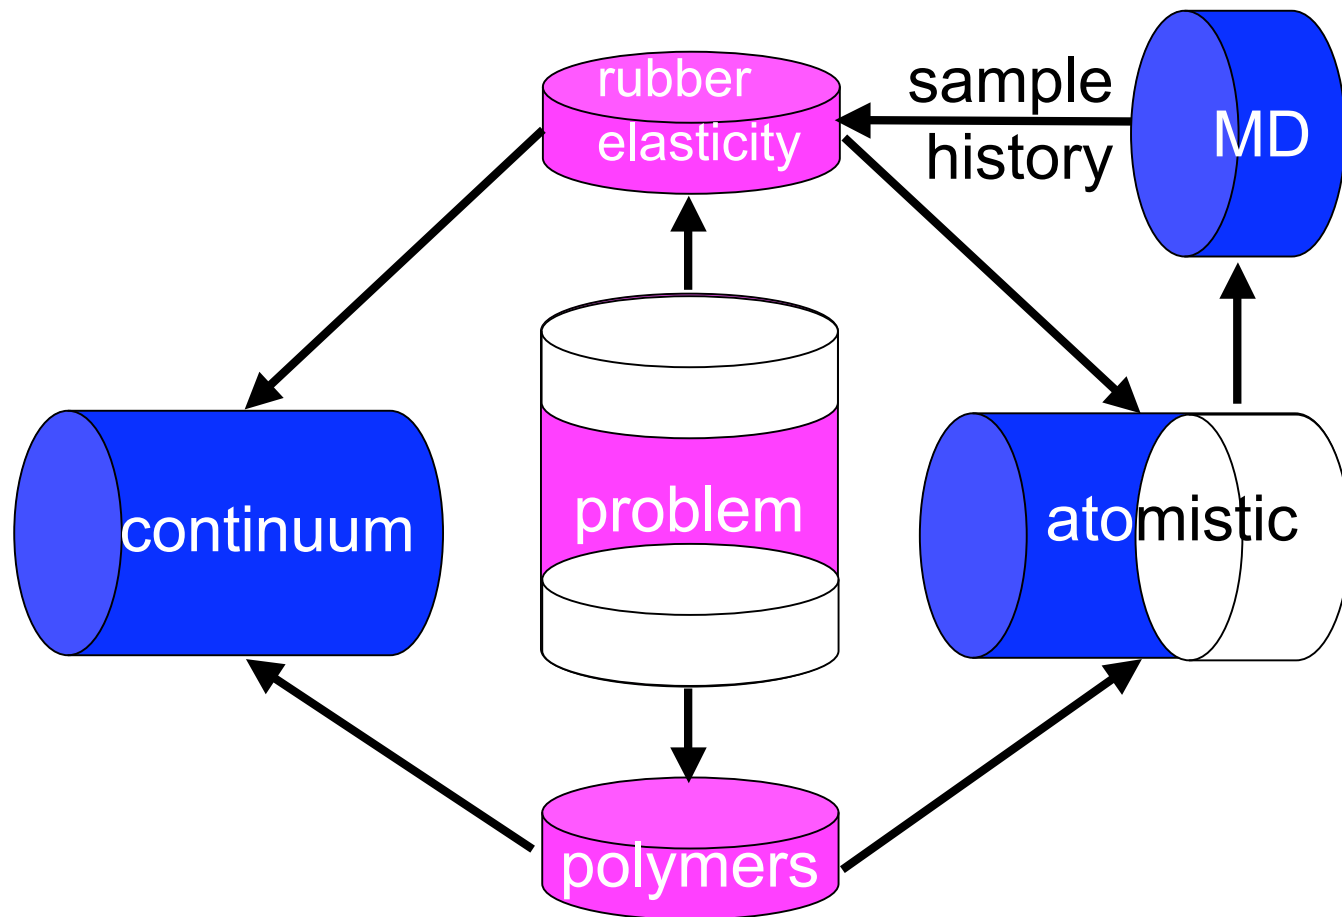 rubber
elasticity
sample
history
MD
continuum
problem
atomistic
polymers